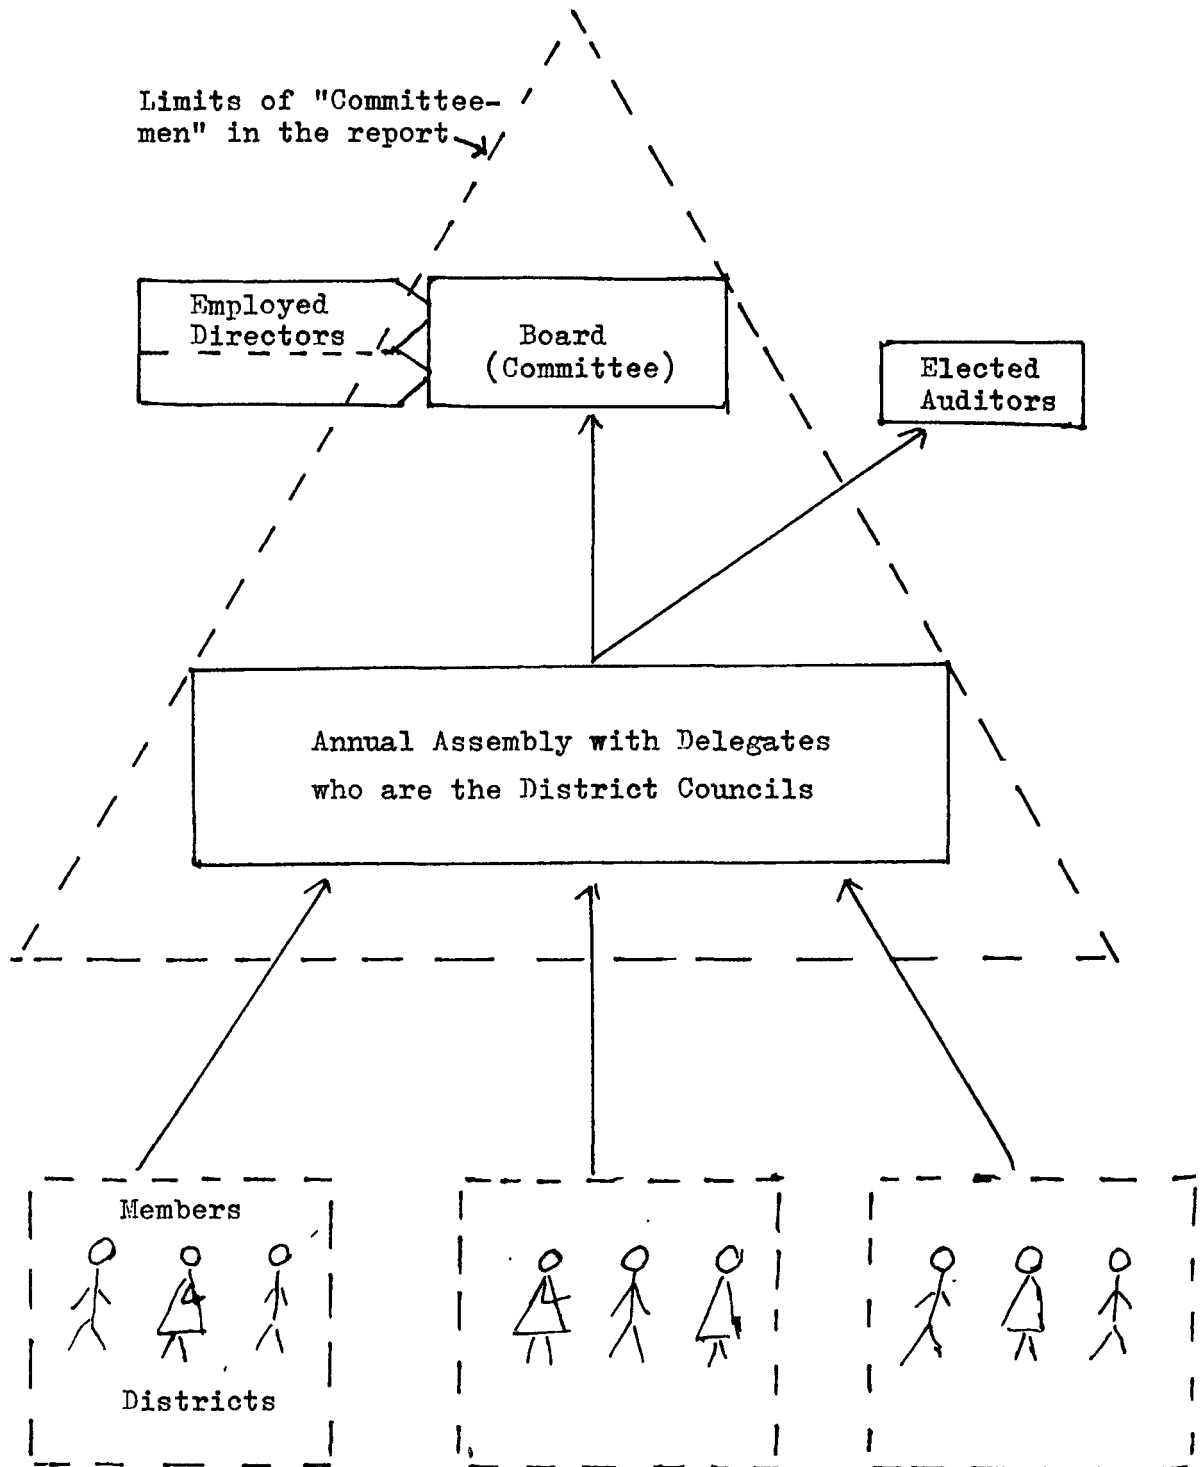 Limits of "Committee-
men" in the report
Employed
Directors
Board
(Committee)
Elected
Auditors
Annual Assembly with Delegates
who are the District Councils
Members
Districts